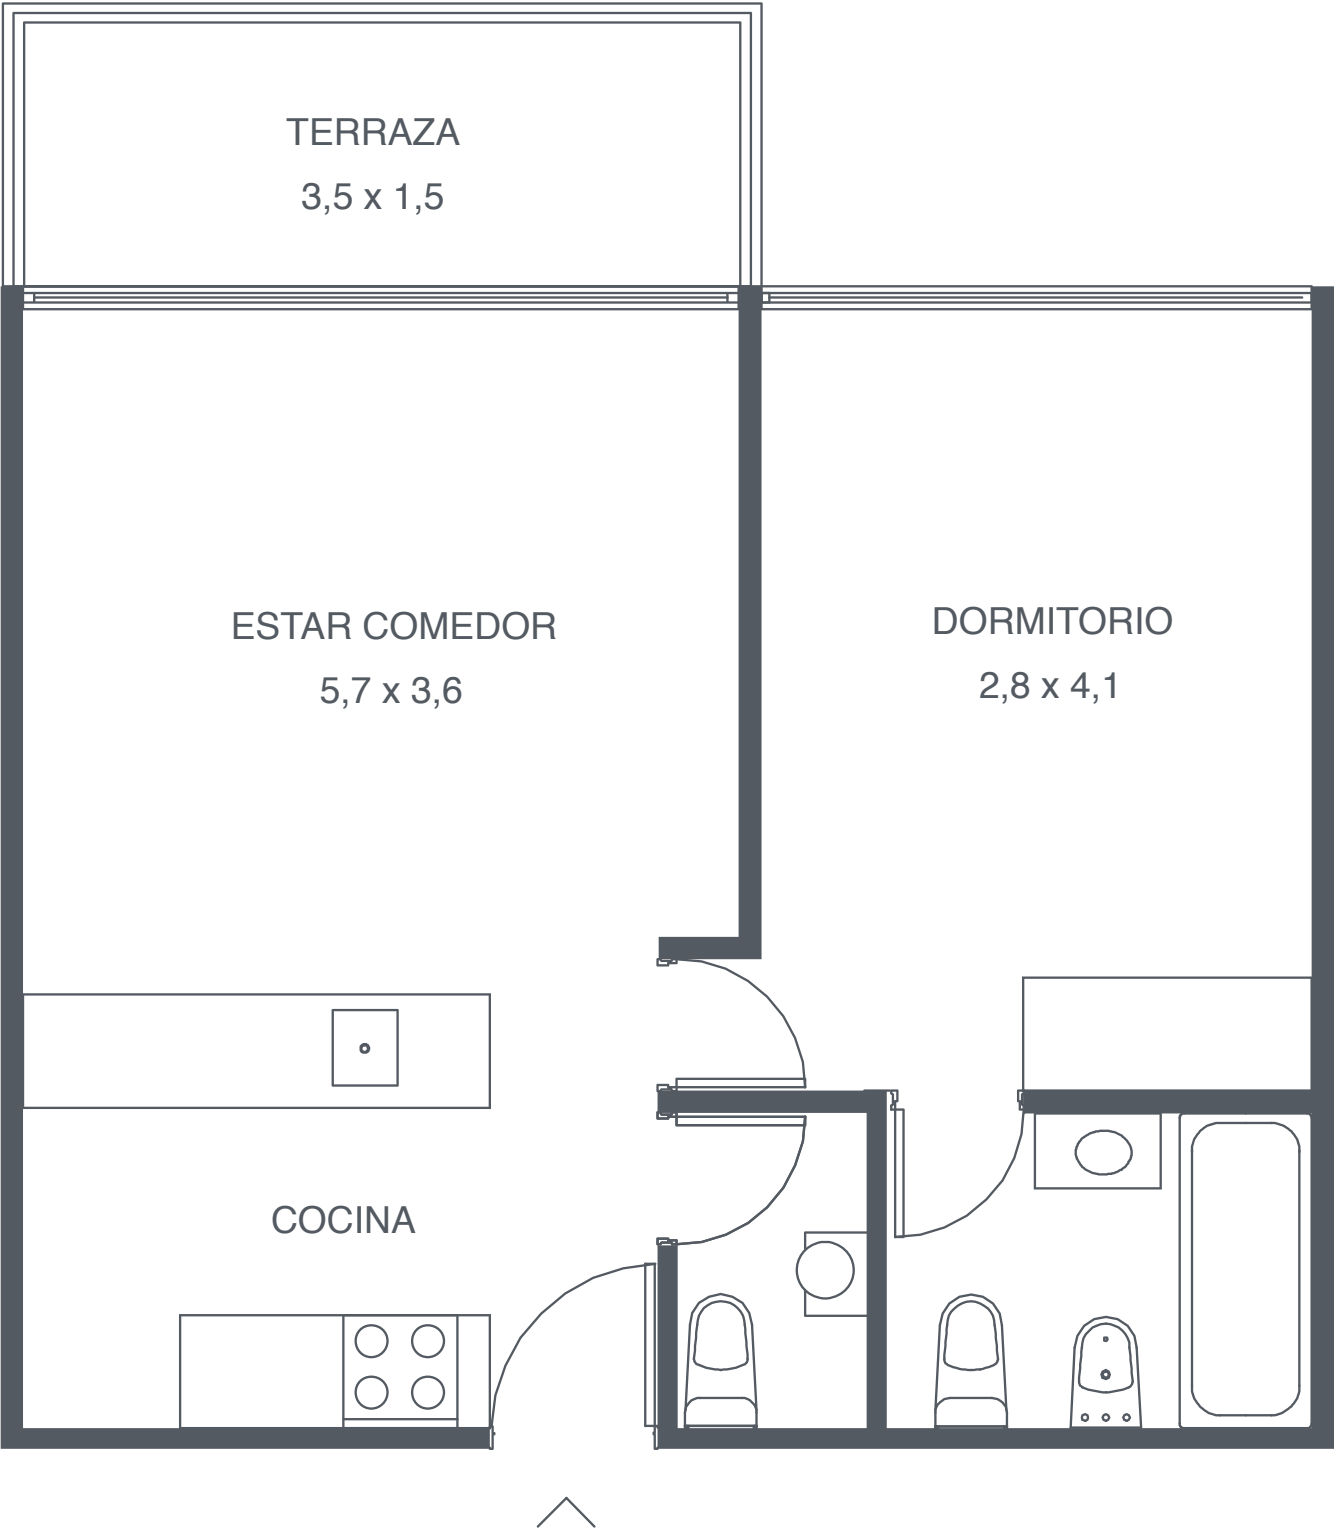 TERRAZA
3,5 x 1,5
ESTAR COMEDOR
5,7 x 3,6
DORMITORIO
2,8 x 4,1
COCINA